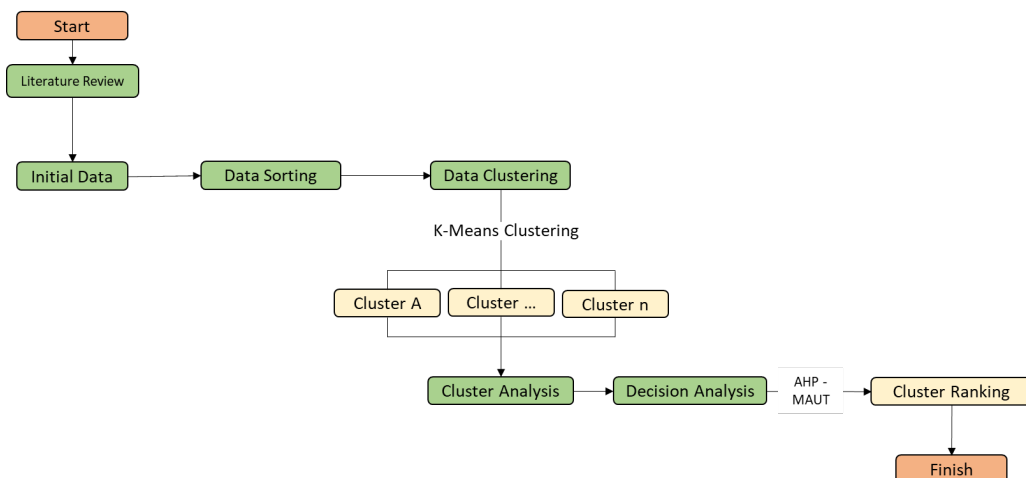 Start
Literature Review
Initial Data
Data Sorting
Data Clustering
K-Means Clustering
Cluster A
Cluster ...
Cluster n
Cluster Analysis
Decision Analysis
AHP -
MAUT
Cluster Ranking
Finish